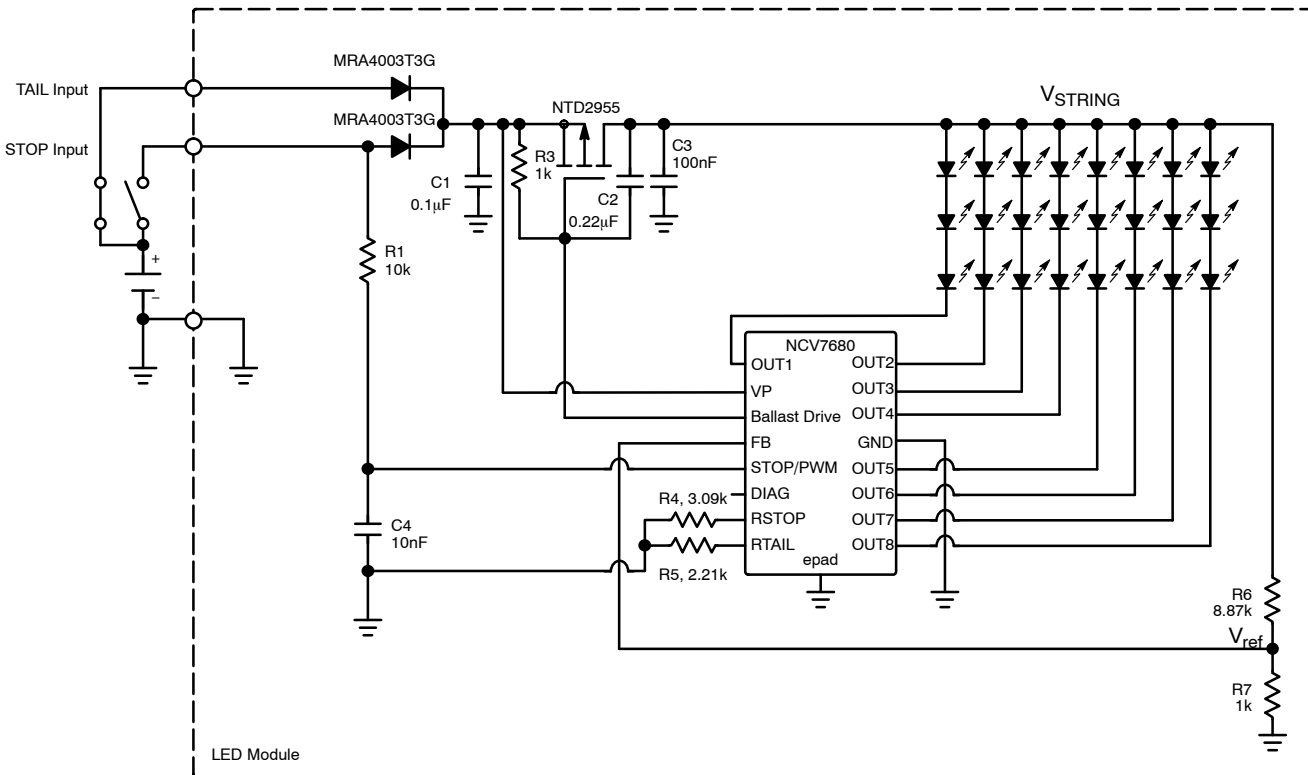 MRA4003T3G
TAIL Input
MRA4003T3G
STOP Input
NTD2955
V_STRING
R3
1k
C3
100nF
C1
0.1μF
C2
0.22μF
R1
10k
+
−
NCV7680
OUT1
VP
Ballast Drive
FB
STOP/PWM
DIAG
RSTOP
RTAIL
OUT2
OUT3
OUT4
GND
OUT5
OUT6
OUT7
OUT8
epad
R4, 3.09k
R5, 2.21k
C4
10nF
R6
8.87k
V_ref
R7
1k
LED Module